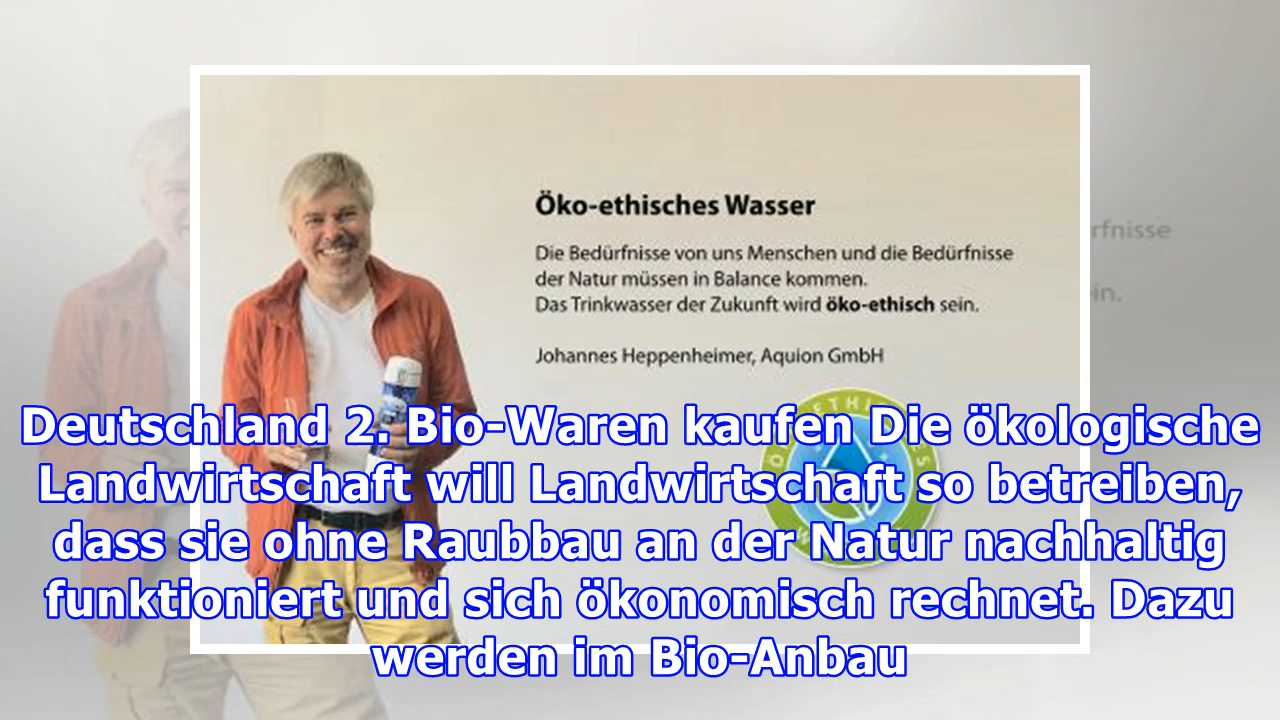 Öko-ethisches Wasser
Die Bedürfnisse von uns Menschen und die Bedürfnisse
der Natur müssen in Balance kommen.
Das Trinkwasser der Zukunft wird öko-ethisch sein.
Johannes Heppenheimer, Aquion GmbH
rfnisse
in.
Deutschland 2. Bio-Waren kaufen Die ökologische
Landwirtschaft will Landwirtschaft so betreiben,
dass sie ohne Raubbau an der Natur nachhaltig
funktioniert und sich ökonomisch rechnet. Dazu
werden im Bio-Anbau